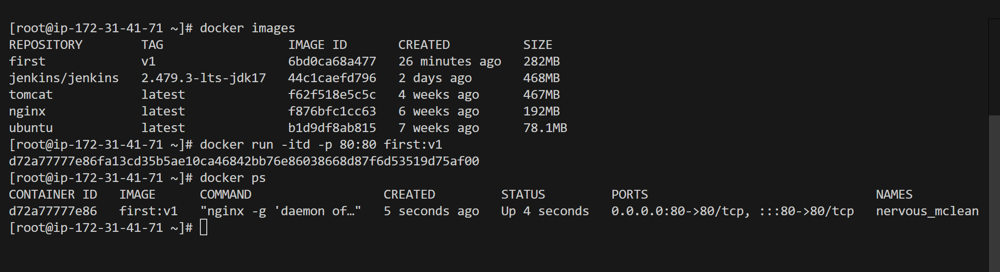 [root@ip-172-31-41-71 ~]# docker images
REPOSITORY        TAG                 IMAGE ID       CREATED          SIZE
first             v1                  6bd0ca68a477   26 minutes ago   282MB
jenkins/jenkins   2.479.3-lts-jdk17   44c1caefd796   2 days ago       468MB
tomcat            latest              f62f518e5c5c   4 weeks ago      467MB
nginx             latest              f876bfc1cc63   6 weeks ago      192MB
ubuntu            latest              b1d9df8ab815   7 weeks ago      78.1MB
[root@ip-172-31-41-71 ~]# docker run -itd -p 80:80 first:v1
d72a77777e86fa13cd35b5ae10ca46842bb76e86038668d87f6d53519d75af00
[root@ip-172-31-41-71 ~]# docker ps
CONTAINER ID   IMAGE      COMMAND                  CREATED         STATUS         PORTS                               NAMES
d72a77777e86   first:v1   "nginx -g 'daemon of…"   5 seconds ago   Up 4 seconds   0.0.0.0:80->80/tcp, :::80->80/tcp   nervous_mclean
[root@ip-172-31-41-71 ~]#